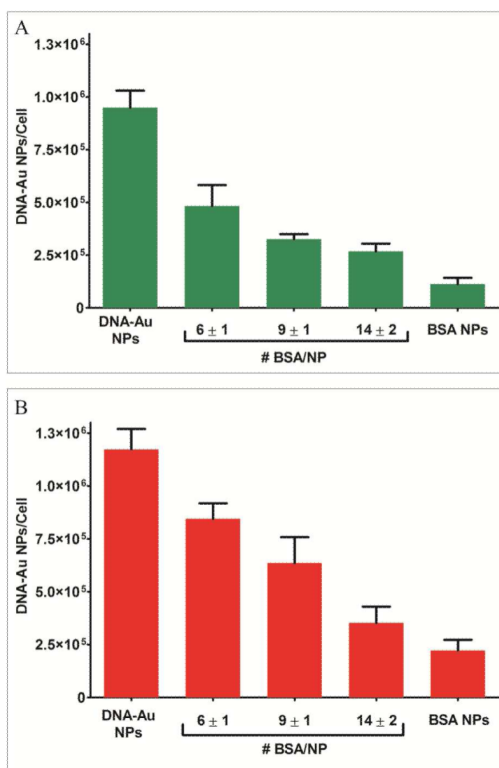 A
DNA-Au NPs/Cell
1.3×10⁶
1.0×10⁶
7.5×10⁵
5.0×10⁵
2.5×10⁵
0
DNA-Au
NPs
6 ± 1
9 ± 1
14 ± 2
BSA NPs
# BSA/NP
B
DNA-Au NPs/Cell
1.3×10⁶
1.0×10⁶
7.5×10⁵
5.0×10⁵
2.5×10⁵
0
DNA-Au
NPs
6 ± 1
9 ± 1
14 ± 2
BSA NPs
# BSA/NP